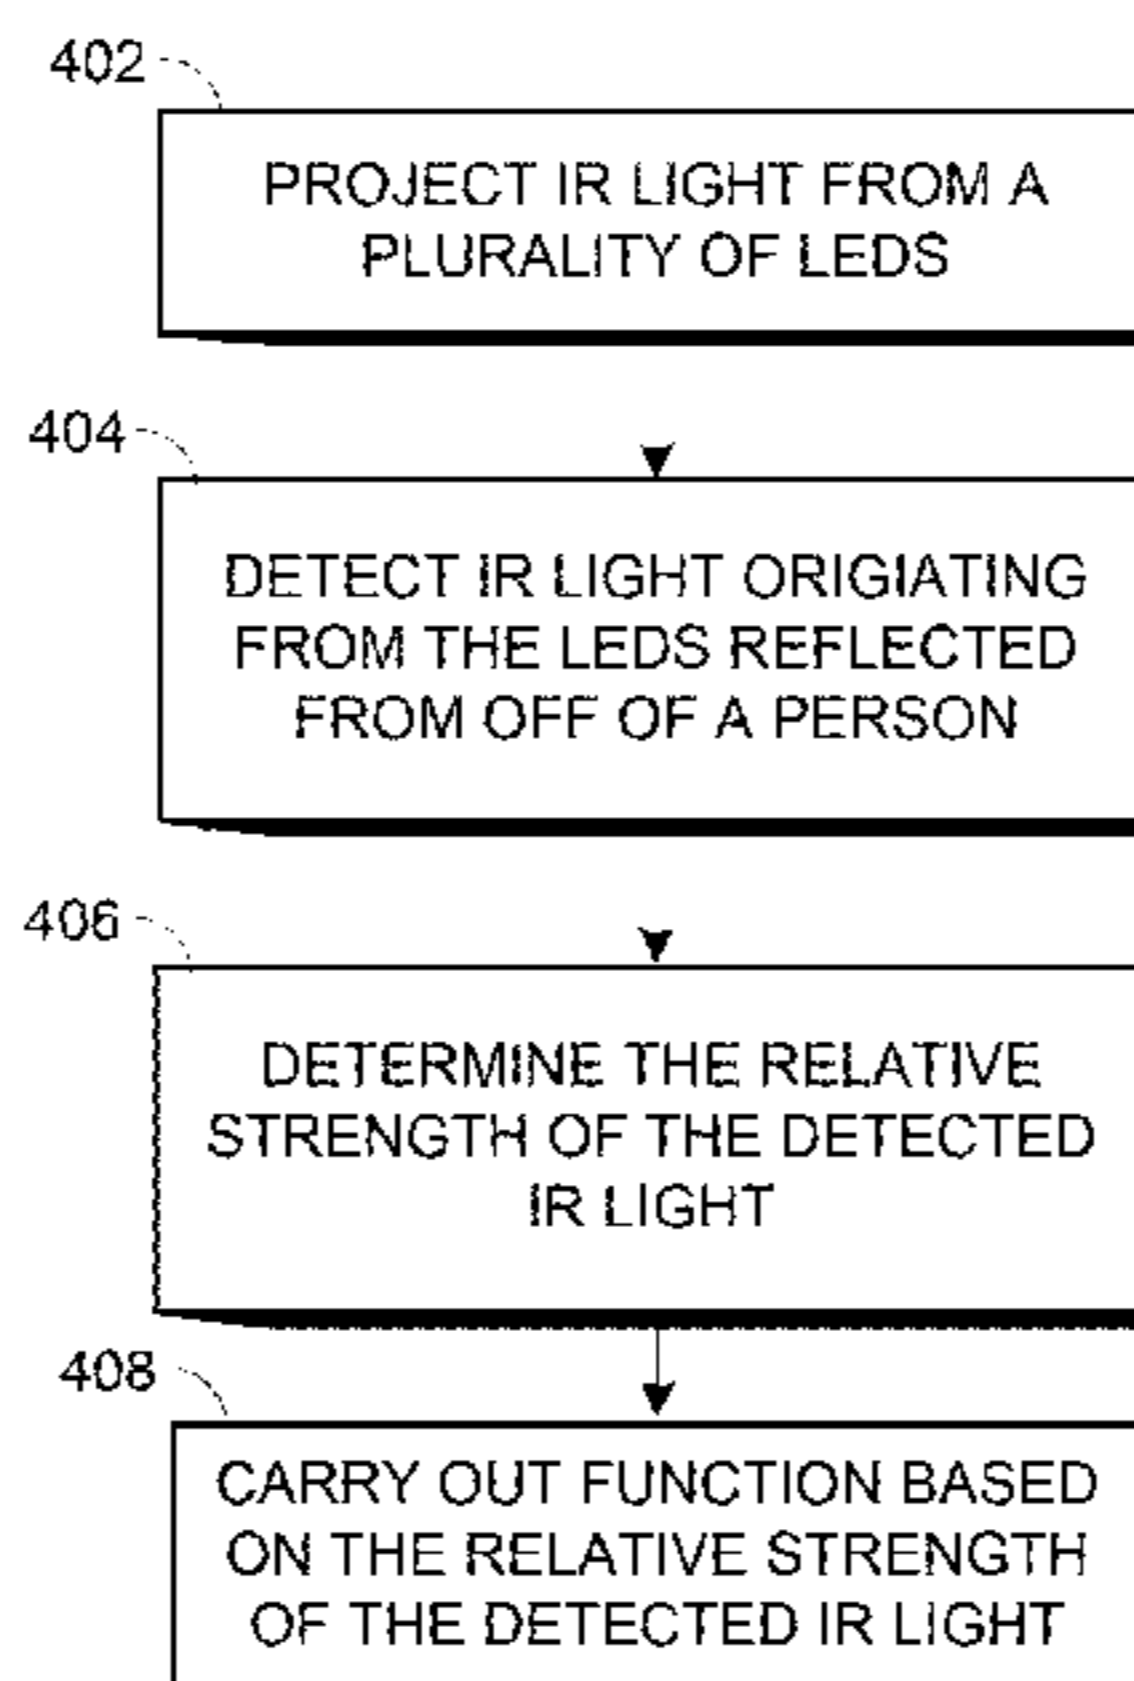 402
PROJECT IR LIGHT FROM A
PLURALITY OF LEDS
404
DETECT IR LIGHT ORIGIATING
FROM THE LEDS REFLECTED
FROM OFF OF A PERSON
406
DETERMINE THE RELATIVE
STRENGTH OF THE DETECTED
IR LIGHT
408
CARRY OUT FUNCTION BASED
ON THE RELATIVE STRENGTH
OF THE DETECTED IR LIGHT